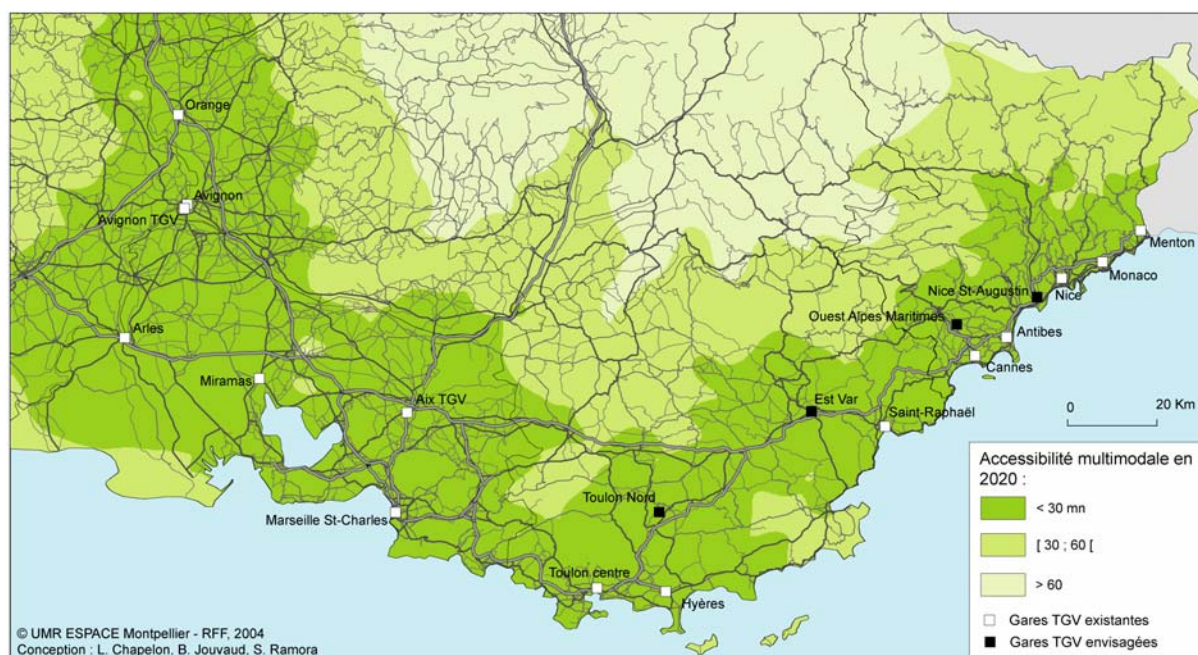 Orange
Avignon
Avignon TGV
Menton
Monaco
Nice St-Augustin
Nice
Ouest Alpes Maritimes
Arles
Antibes
Cannes
Miramas
Aix TGV
Est Var
Saint-Raphaël
0 20 Km
Toulon Nord
Marseille St-Charles
Toulon centre
Hyères
Accessibilité multimodale en
2020 :
< 30 mn
[ 30 ; 60 [
> 60
Gares TGV existantes
Gares TGV envisagées
© UMR ESPACE Montpellier - RFF, 2004
Conception : L. Chapelon, B. Jouvaud, S. Ramora